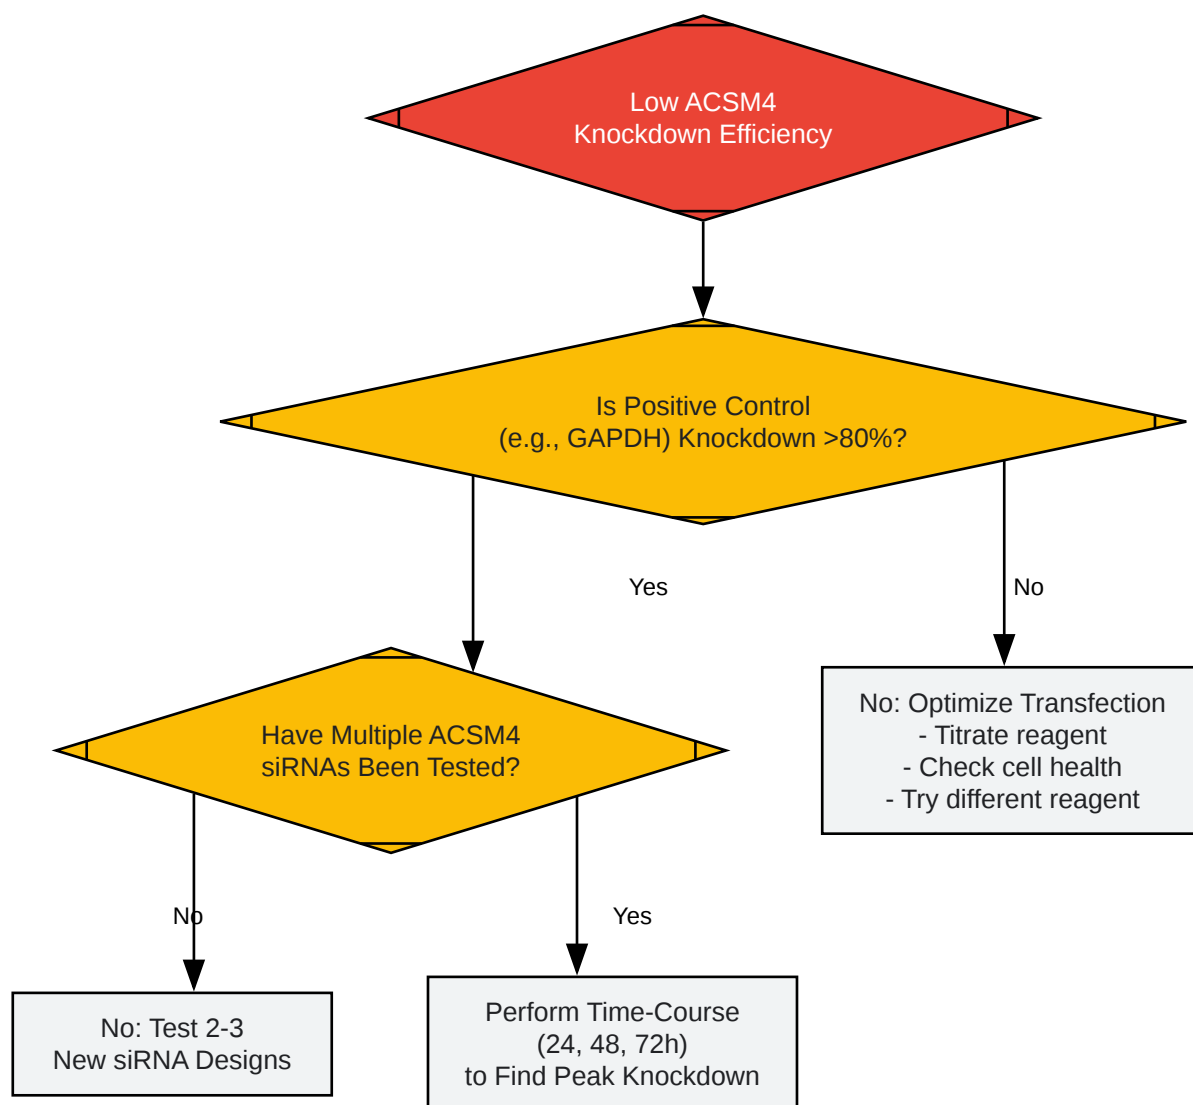 Low ACSM4
Knockdown Efficiency
Is Positive Control
(e.g., GAPDH) Knockdown >80%?
Yes
No
Have Multiple ACSM4
siRNAs Been Tested?
No: Optimize Transfection
- Titrate reagent
- Check cell health
- Try different reagent
No
Yes
No: Test 2-3
New siRNA Designs
Perform Time-Course
(24, 48, 72h)
to Find Peak Knockdown